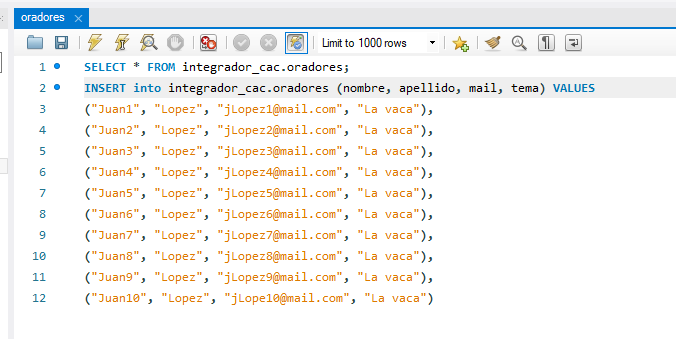 oradores ×
Limit to 1000 rows
1 SELECT * FROM integrador_cac.oradores;
2 INSERT into integrador_cac.oradores (nombre, apellido, mail, tema) VALUES
3 ("Juan1", "Lopez", "jLopez1@mail.com", "La vaca"),
4 ("Juan2", "Lopez", "jLopez2@mail.com", "La vaca"),
5 ("Juan3", "Lopez", "jLopez3@mail.com", "La vaca"),
6 ("Juan4", "Lopez", "jLopez4@mail.com", "La vaca"),
7 ("Juan5", "Lopez", "jLopez5@mail.com", "La vaca"),
8 ("Juan6", "Lopez", "jLopez6@mail.com", "La vaca"),
9 ("Juan7", "Lopez", "jLopez7@mail.com", "La vaca"),
10 ("Juan8", "Lopez", "jLopez8@mail.com", "La vaca"),
11 ("Juan9", "Lopez", "jLopez9@mail.com", "La vaca"),
12 ("Juan10", "Lopez", "jLope10@mail.com", "La vaca")